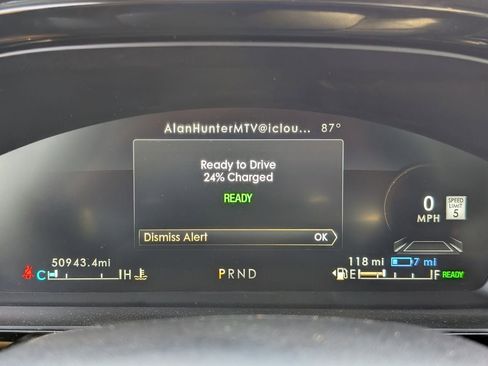 AlanHunterMTV@iclou... 87°
Ready to Drive
24% Charged
READY
Dismiss Alert OK
0
MPH
SPEED
LIMIT
5
50943.4mi
118 mi 7 mi
C H
PRND
E F READY